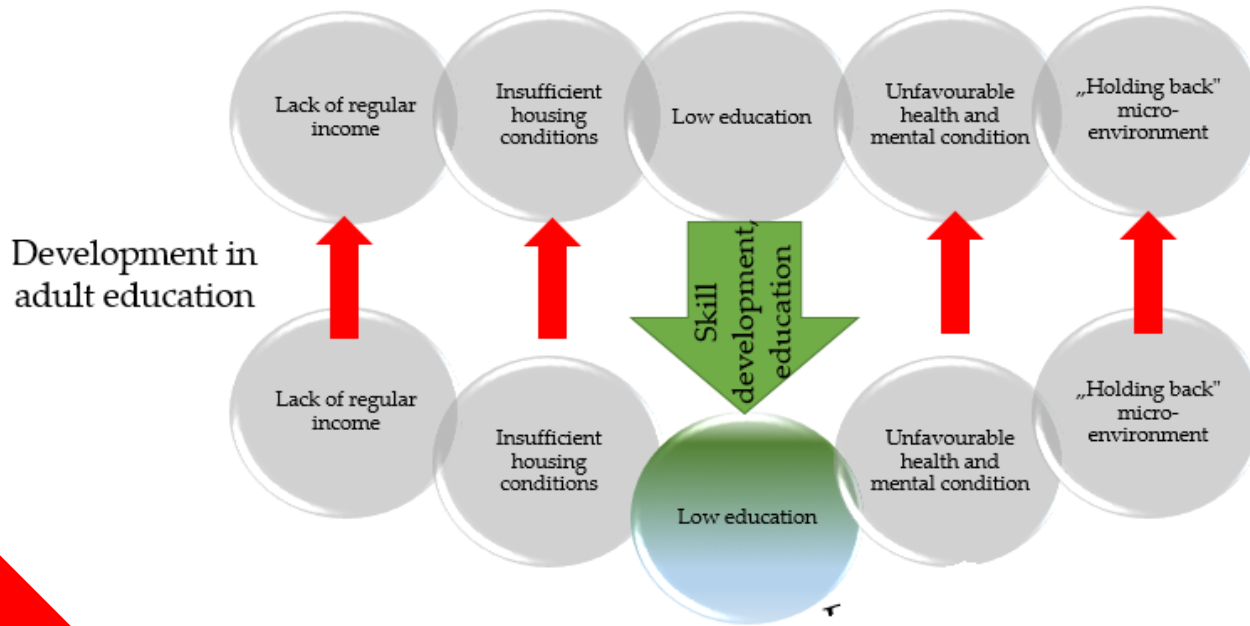 Lack of regular
income
Insufficient
housing
conditions
Low education
Unfavourable
health and
mental condition
„Holding back"
micro-
environment
Development in
adult education
Skill
development,
education
Lack of regular
income
Insufficient
housing
conditions
Low education
Unfavourable
health and
mental condition
„Holding back"
micro-
environment